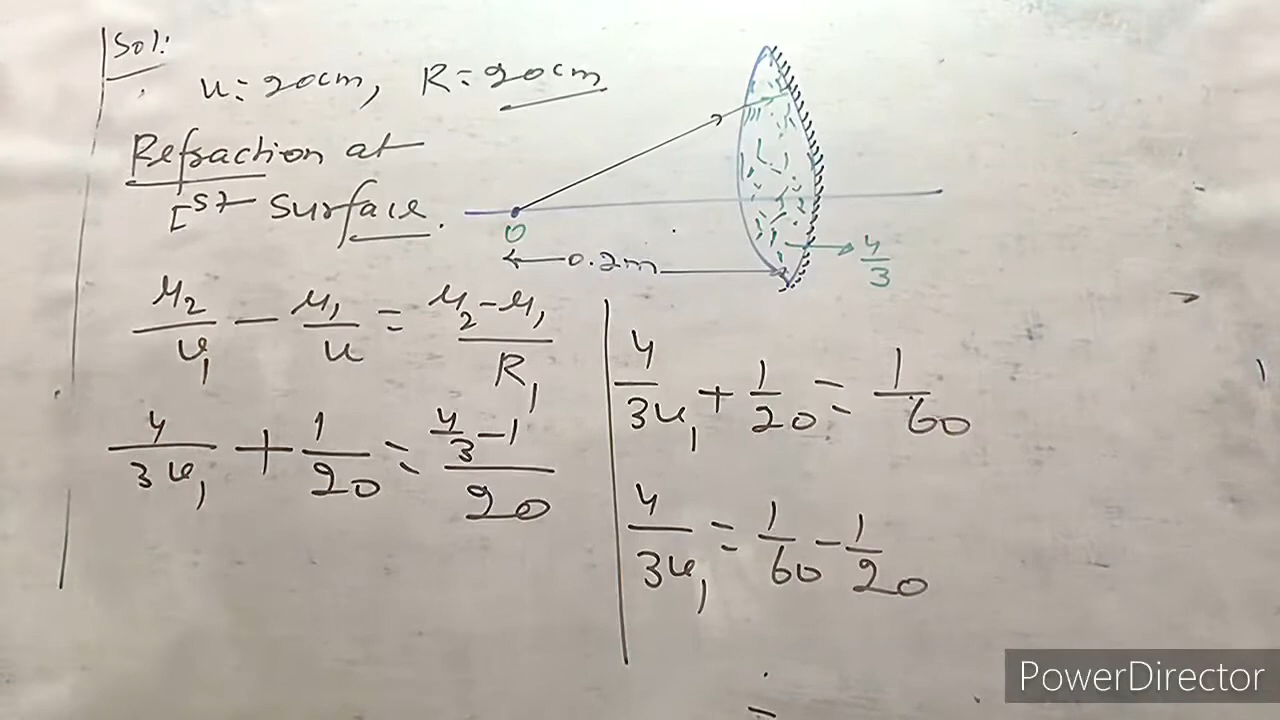 Sol:
u = 20cm, R = 20cm
Refraction at
Ist Surface.
O
0.2m
4/3
μ2/v1 - μ1/u = μ2-μ1/R1
4/3v1 + 1/20 = 4/3-1/20
4/3v1 + 1/20 = 1/60
4/3v1 = 1/60 - 1/20
PowerDirector